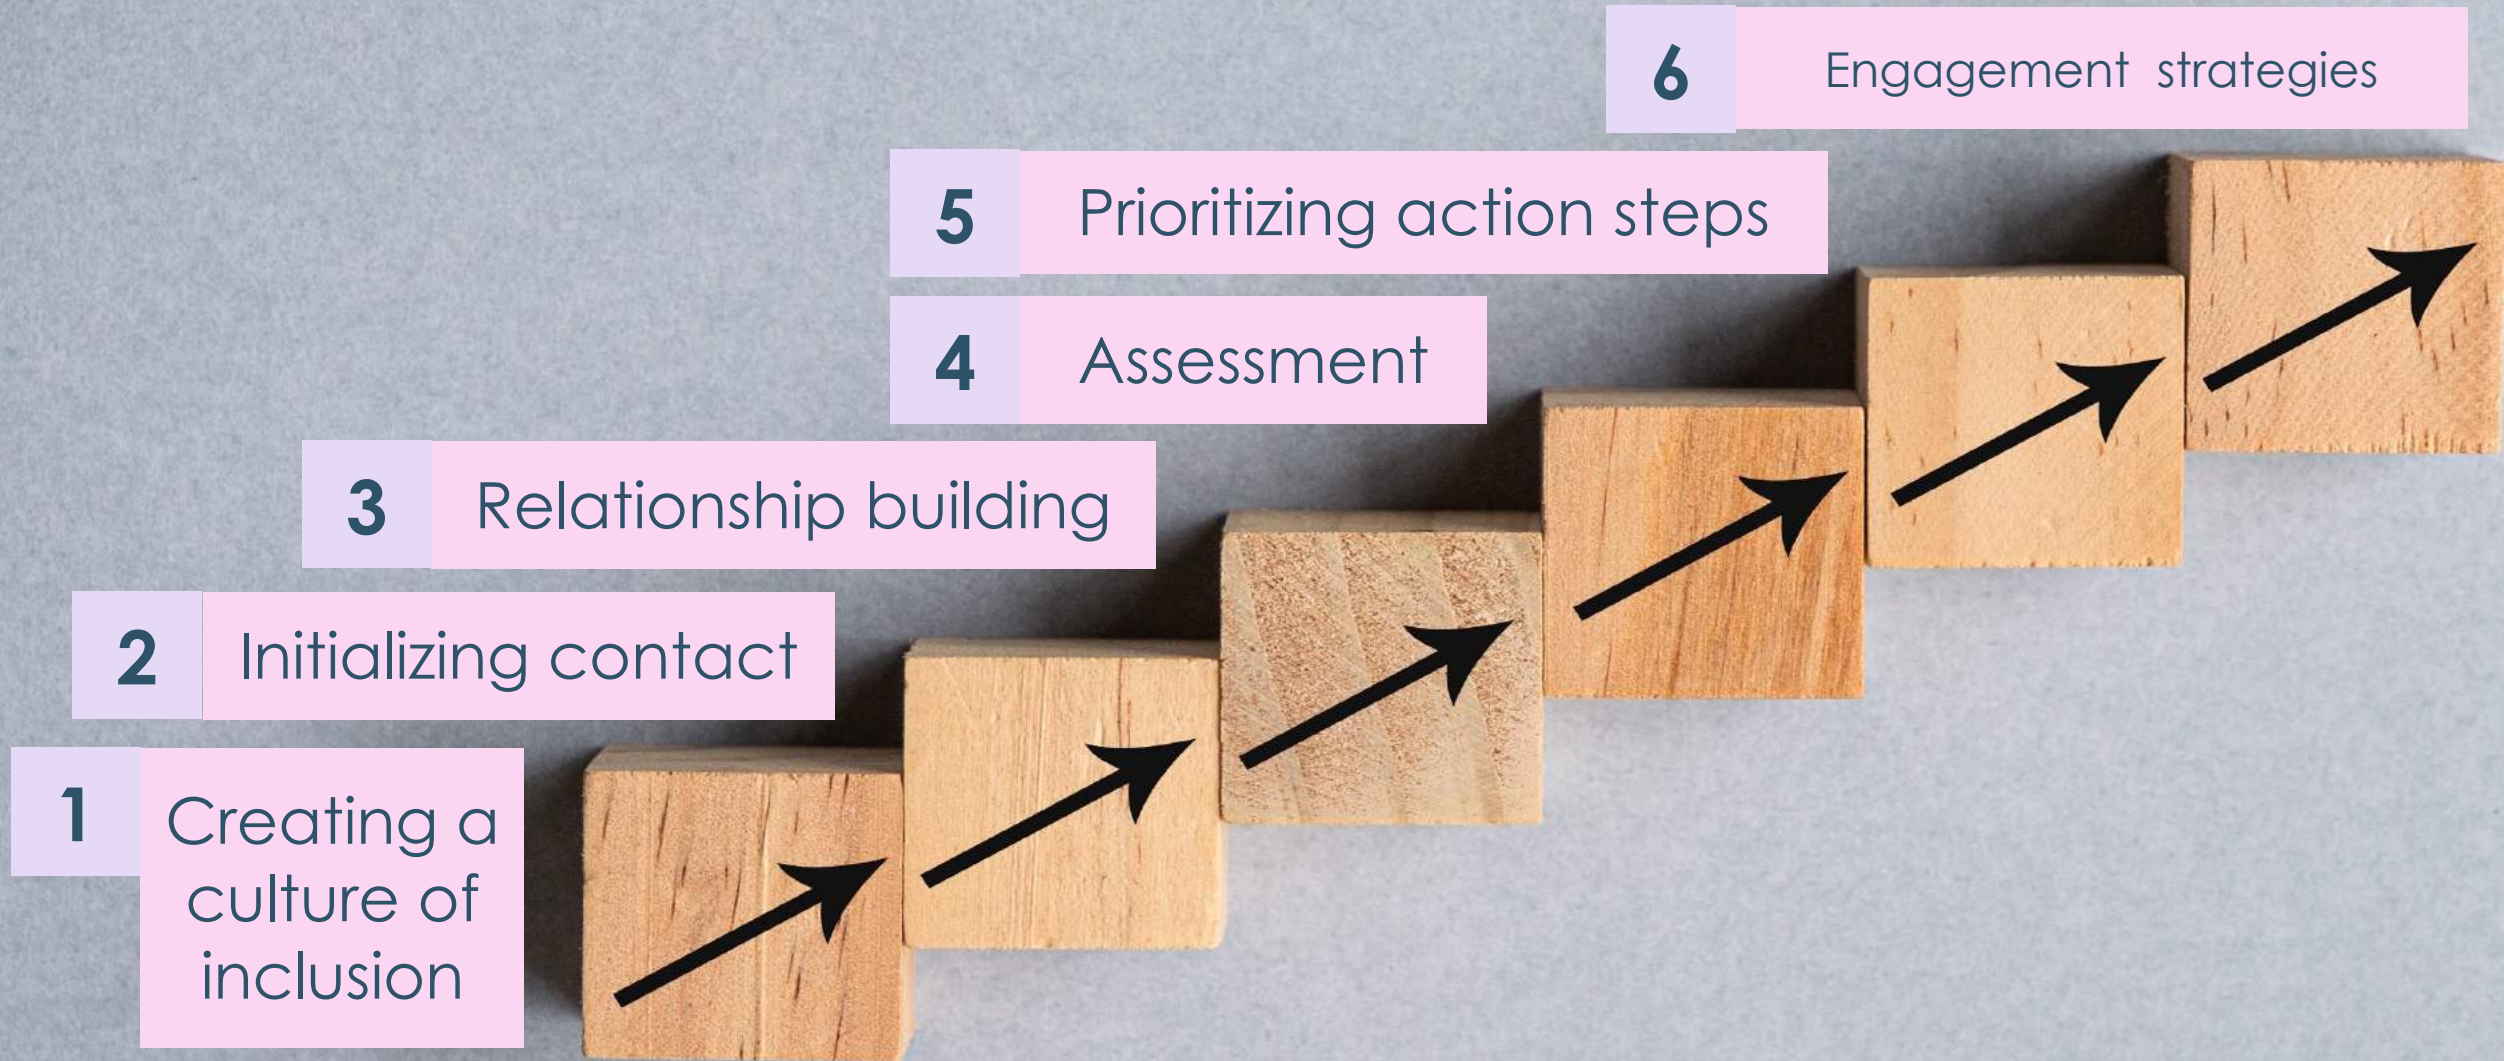 6 Engagement strategies
5 Prioritizing action steps
4 Assessment
3 Relationship building
2 Initializing contact
1 Creating a
culture of
inclusion